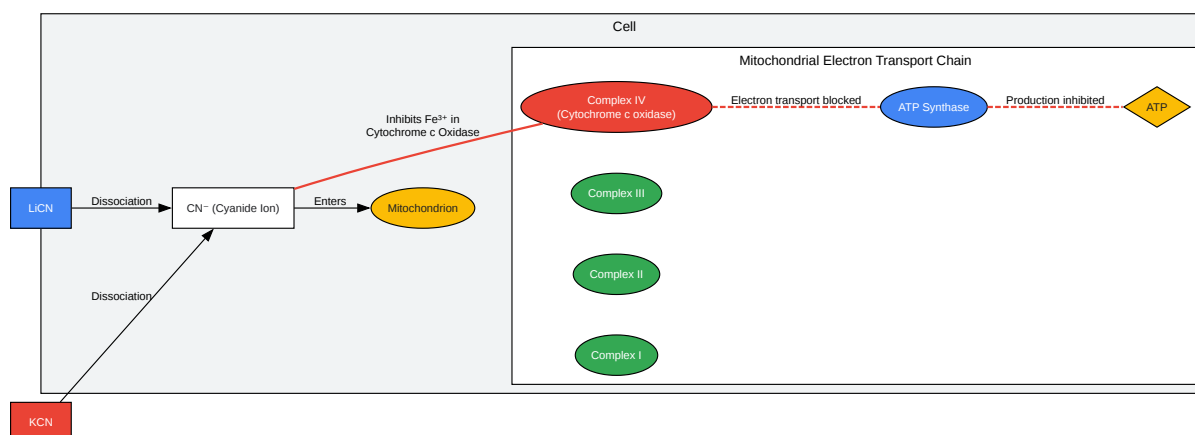 Cell
Mitochondrial Electron Transport Chain
Complex IV
(Cytochrome c oxidase)
Electron transport blocked
ATP Synthase
Production inhibited
ATP
Inhibits Fe³⁺ in
Cytochrome c Oxidase
Complex III
LiCN
Dissociation
CN⁻ (Cyanide Ion)
Enters
Mitochondrion
Complex II
Dissociation
Complex I
KCN